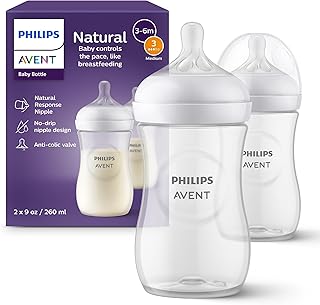 PHILIPS
AVENT
Baby Bottle
Natural
Baby controls
the pace, like
breastfeeding
3-6m
3
Medium
Natural
Response
Nipple
No-drip
nipple design
Anti-colic valve
2 x 9 oz / 260 ml
PHILIPS
AVENT
PHILIPS
AVENT